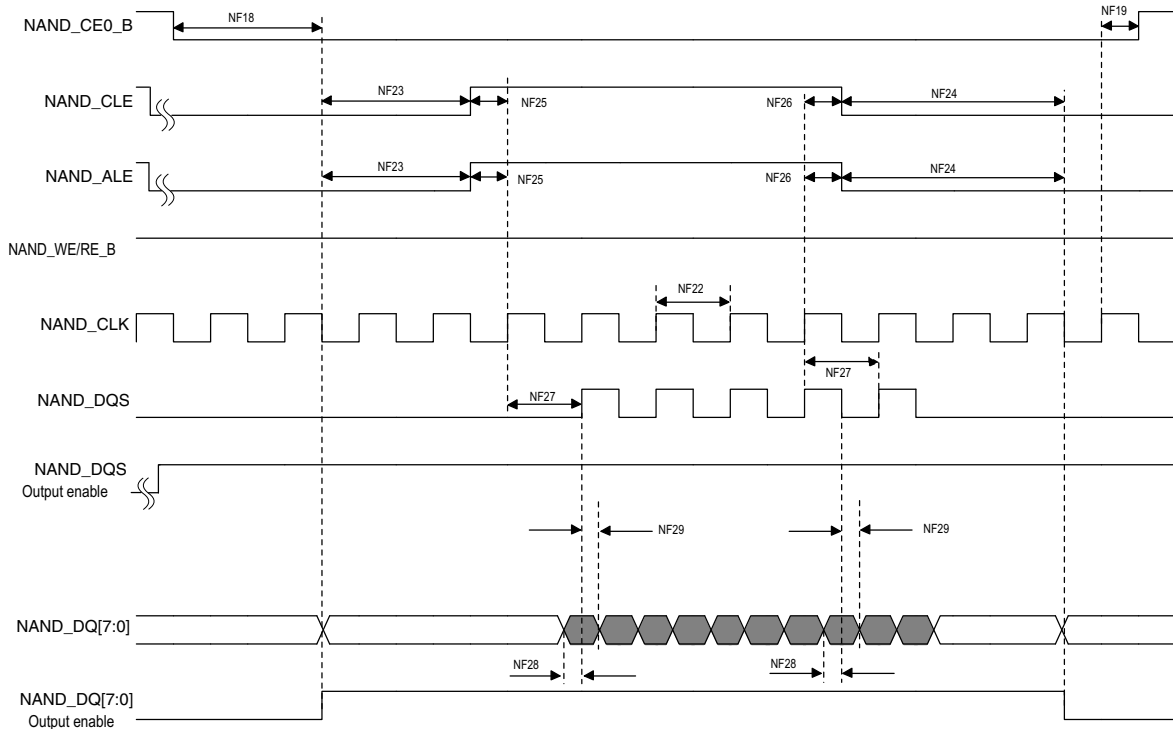 NAND_CE0_B
NF18
NF19
NAND_CLE
NF23
NF25
NF26
NF24
NAND_ALE
NF23
NF25
NF26
NF24
NAND_WE/RE_B
NF22
NAND_CLK
NF27
NF27
NAND_DQS
NAND_DQS
Output enable
NF29
NF29
NAND_DQ[7:0]
NF28
NF28
NAND_DQ[7:0]
Output enable